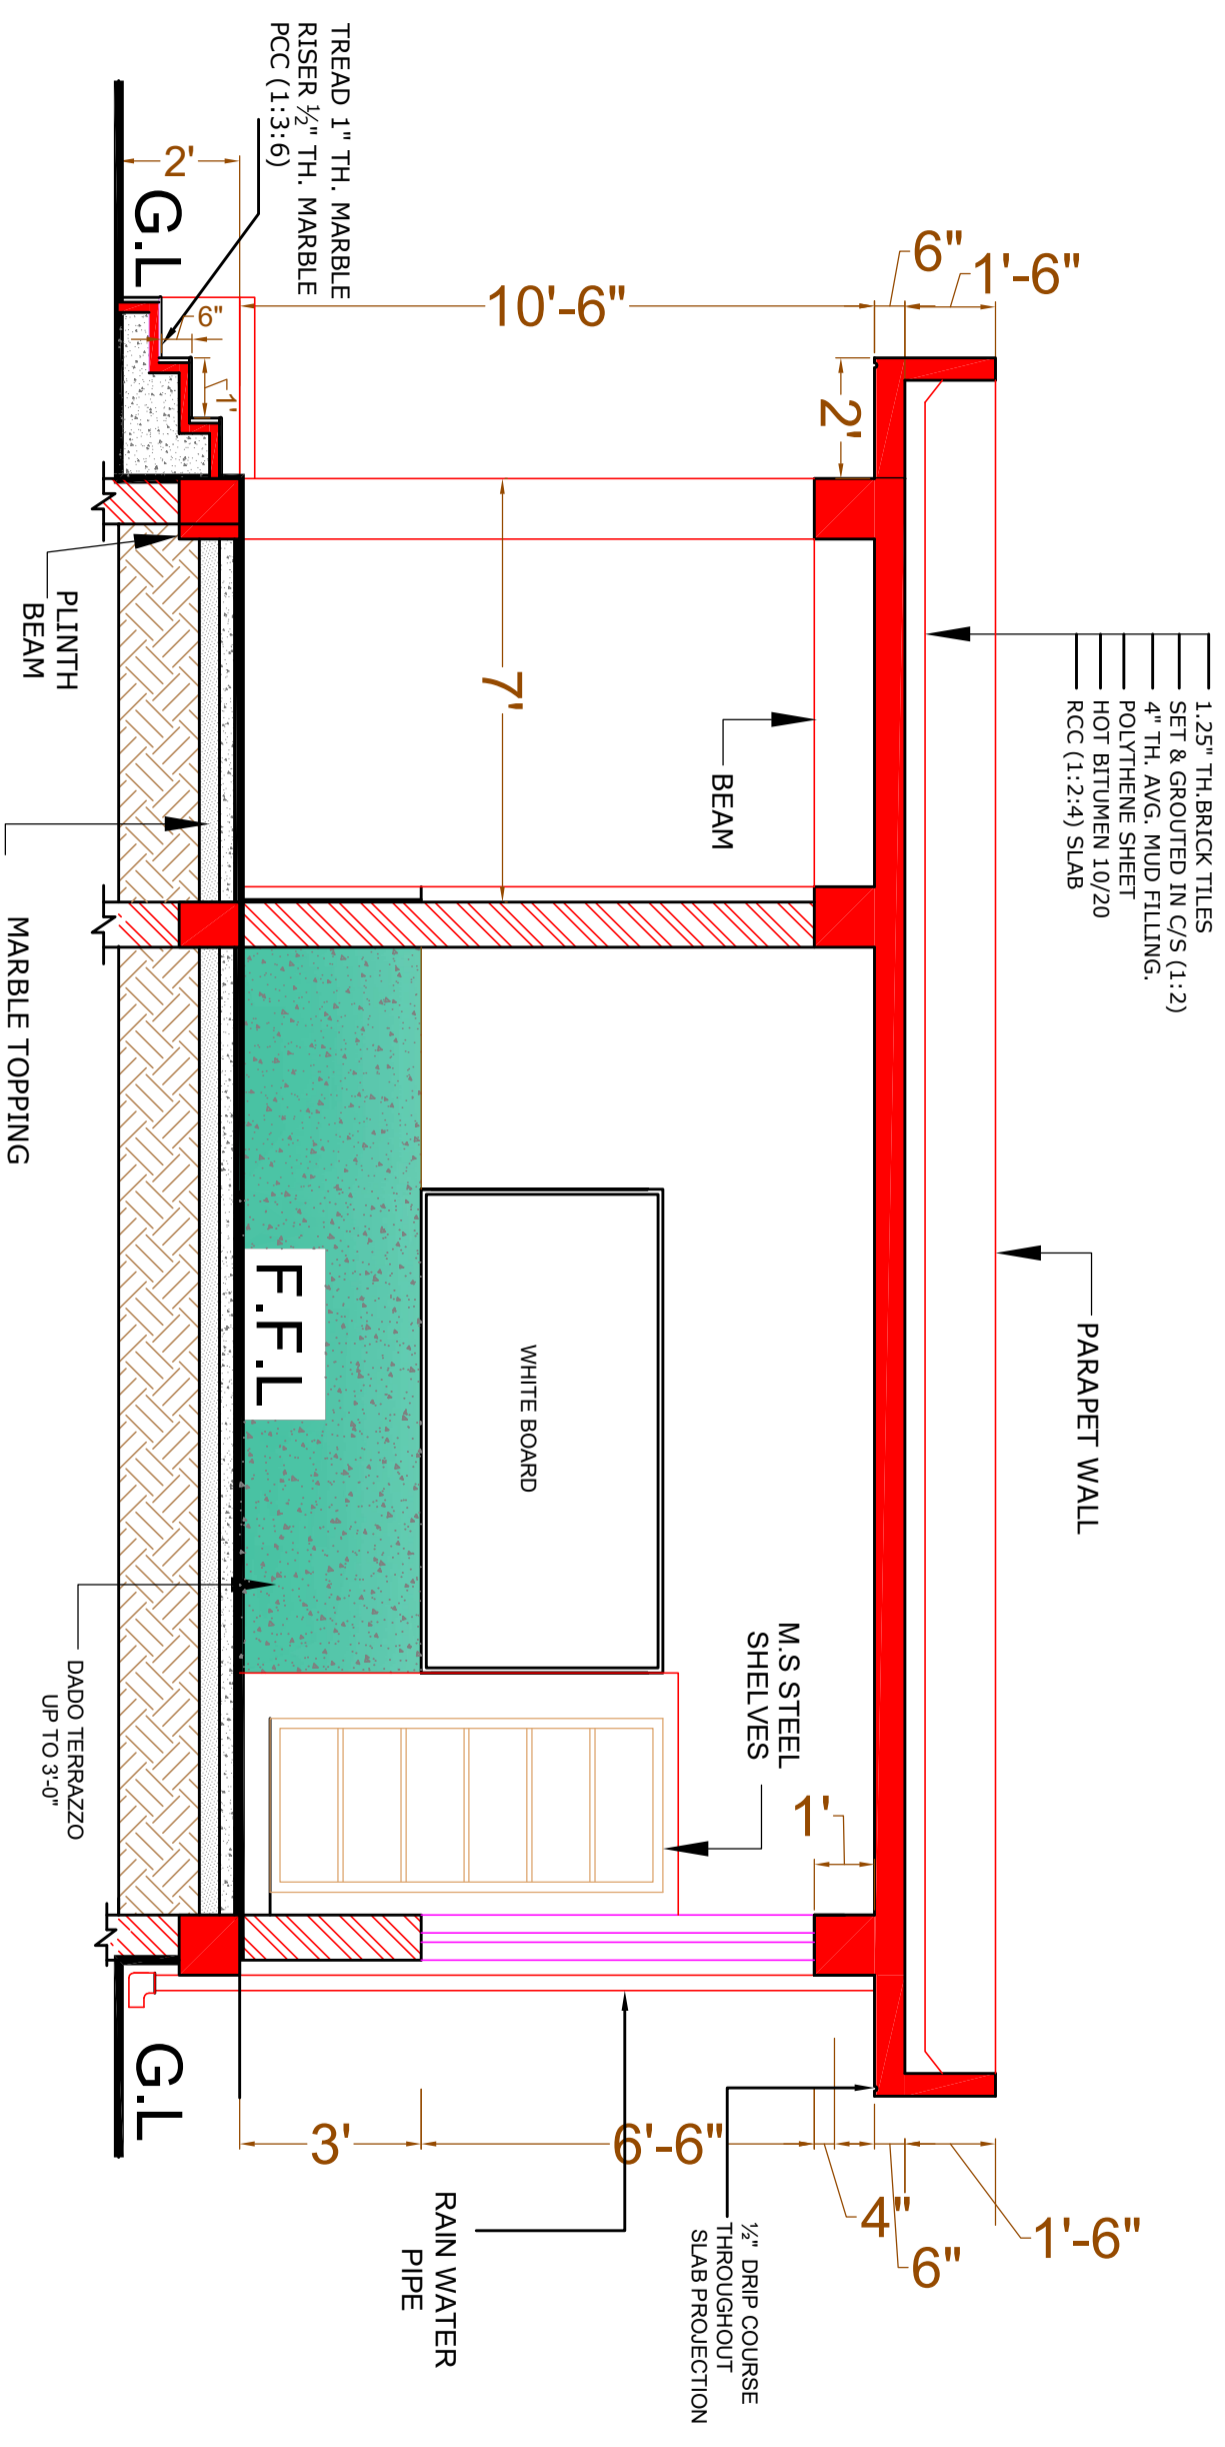 1.25" TH.BRICK TILES
SET & GROUTED IN C/S (1:2)
4" TH. AVG. MUD FILLING.
POLYTHENE SHEET
HOT BITUMEN 10/20
RCC (1:2:4) SLAB
PARAPET WALL
1'-6"
6"
2'
10'-6"
BEAM
7'
1'
M.S STEEL
SHELVES
WHITE BOARD
1'-6"
6"
4"
6'-6"
3'
½" DRIP COURSE
THROUGHOUT
SLAB PROJECTION
RAIN WATER
PIPE
TREAD 1" TH. MARBLE
RISER ½" TH. MARBLE
PCC (1:3:6)
6"
1'
2'
G.L
F.F.L
G.L
PLINTH
BEAM
DADO TERRAZZO
UP TO 3'-0"
MARBLE TOPPING